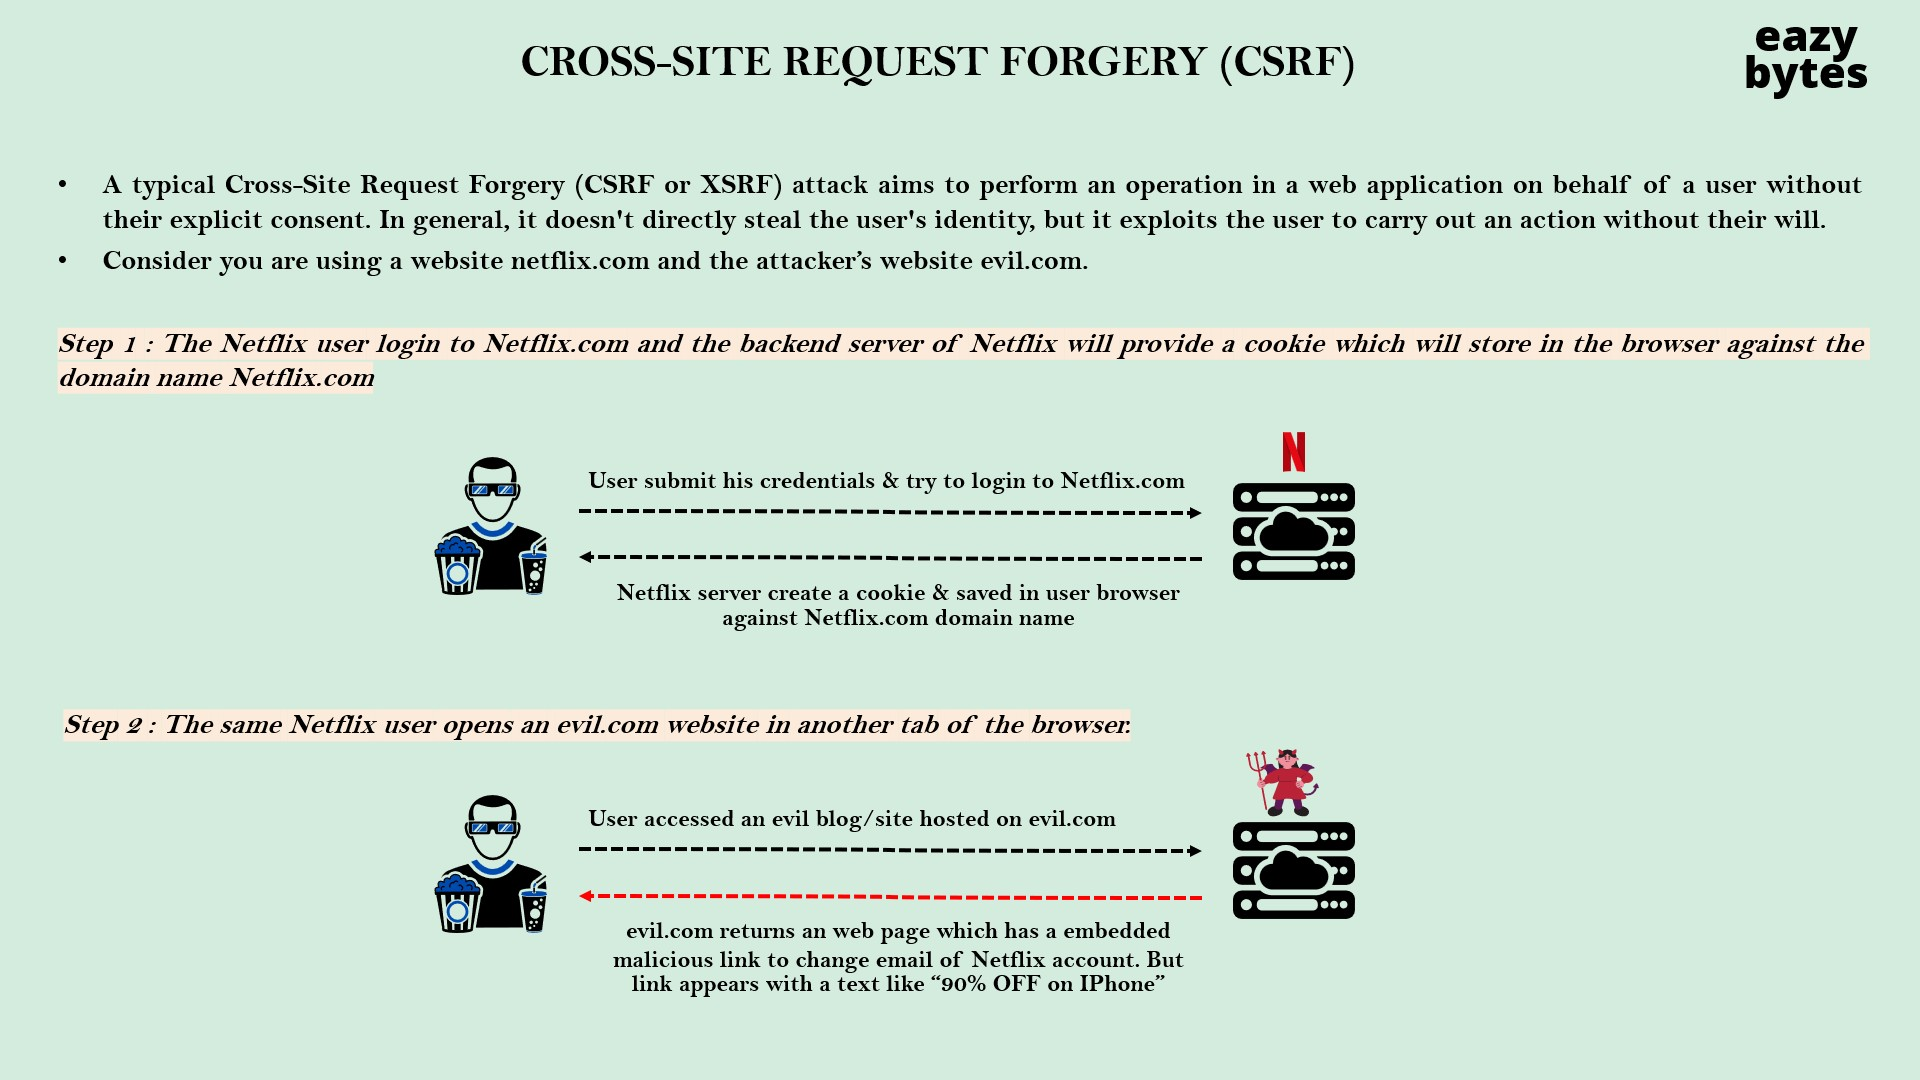 CROSS-SITE REQUEST FORGERY (CSRF)
eazy
bytes
• A typical Cross-Site Request Forgery (CSRF or XSRF) attack aims to perform an operation in a web application on behalf of a user without
their explicit consent. In general, it doesn't directly steal the user's identity, but it exploits the user to carry out an action without their will.
• Consider you are using a website netflix.com and the attacker’s website evil.com.
Step 1 : The Netflix user login to Netflix.com and the backend server of Netflix will provide a cookie which will store in the browser against the
domain name Netflix.com
N
User submit his credentials & try to login to Netflix.com
Netflix server create a cookie & saved in user browser
against Netflix.com domain name
Step 2 : The same Netflix user opens an evil.com website in another tab of the browser.
User accessed an evil blog/site hosted on evil.com
evil.com returns an web page which has a embedded
malicious link to change email of Netflix account. But
link appears with a text like “90% OFF on IPhone”